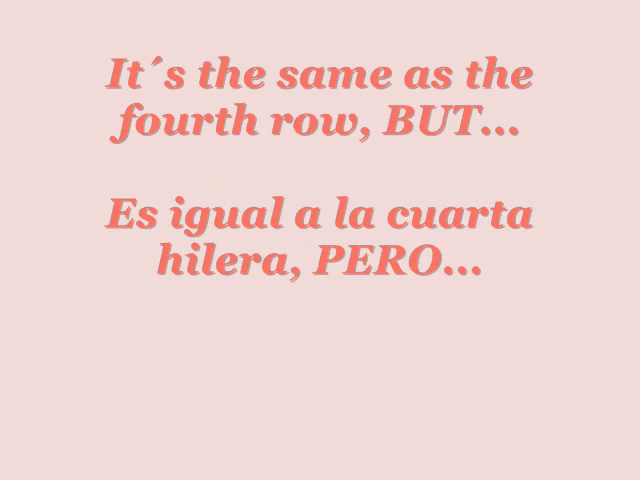 It´s the same as the
fourth row, BUT...
Es igual a la cuarta
hilera, PERO...